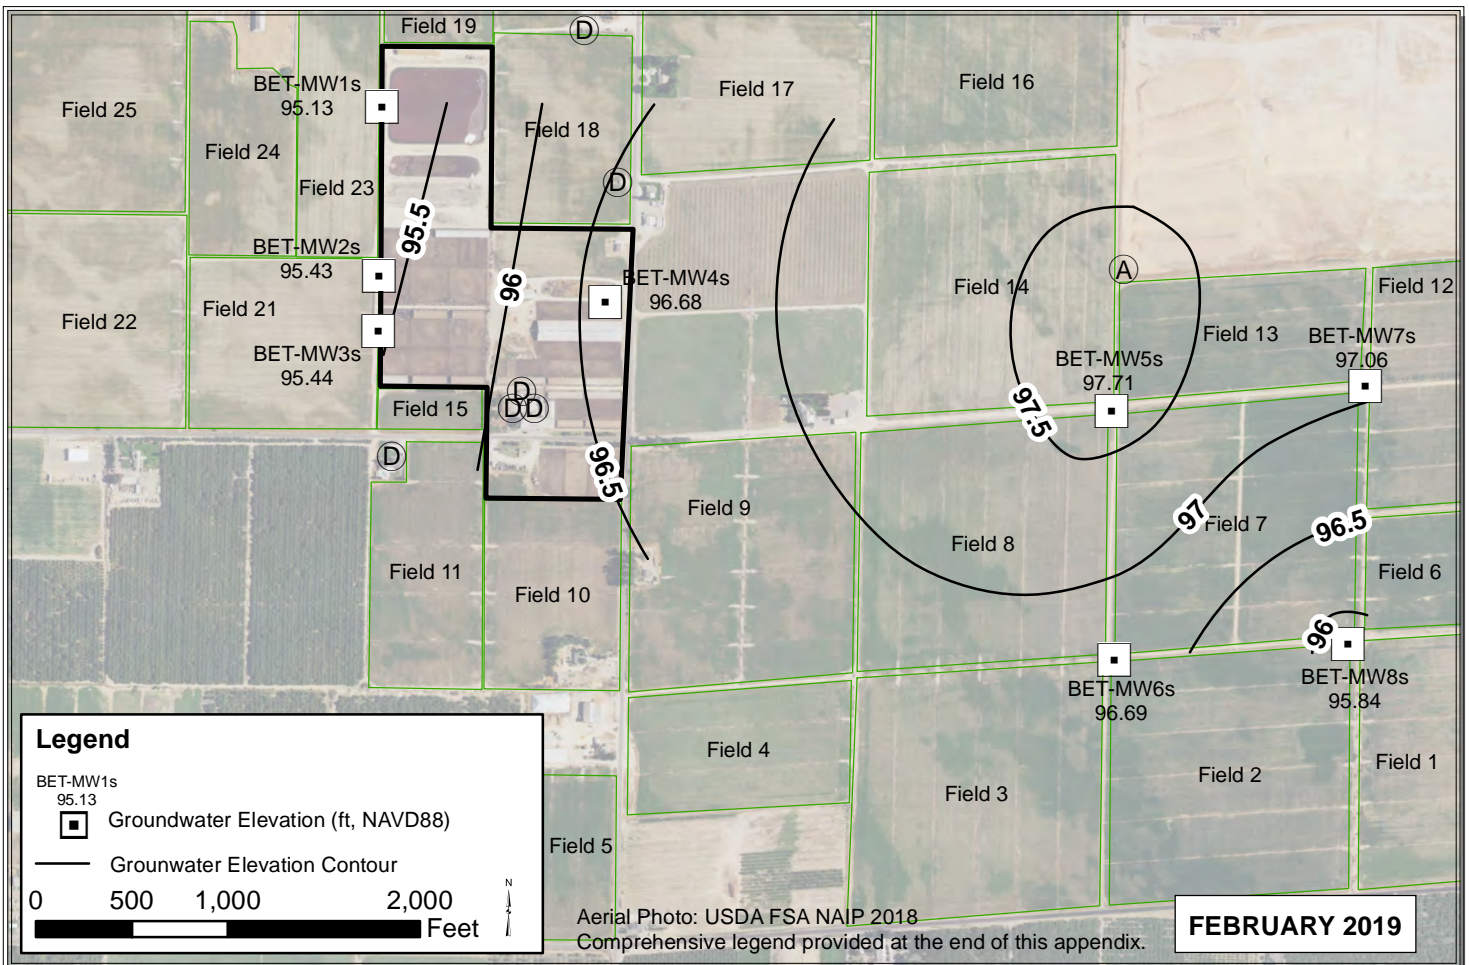 Field 19
D
Field 25
BET-MW1s
95.13
Field 24
Field 23
Field 18
D
Field 17
Field 16
95.5
BET-MW2s
95.43
Field 22
Field 21
BET-MW3s
95.44
96
BET-MW4s
96.68
Field 14
A
Field 13
Field 12
BET-MW5s
97.71
BET-MW7s
97.06
97.5
D
D
D
Field 15
D
96.5
Field 9
Field 8
97
Field 7
96.5
Field 11
Field 10
Field 6
96
BET-MW6s
96.69
BET-MW8s
95.84
Field 4
Field 3
Field 2
Field 1
Field 5
Legend
BET-MW1s
95.13
Groundwater Elevation (ft, NAVD88)
Grounwater Elevation Contour
0 500 1,000 2,000
Feet
N
Aerial Photo: USDA FSA NAIP 2018
Comprehensive legend provided at the end of this appendix.
FEBRUARY 2019